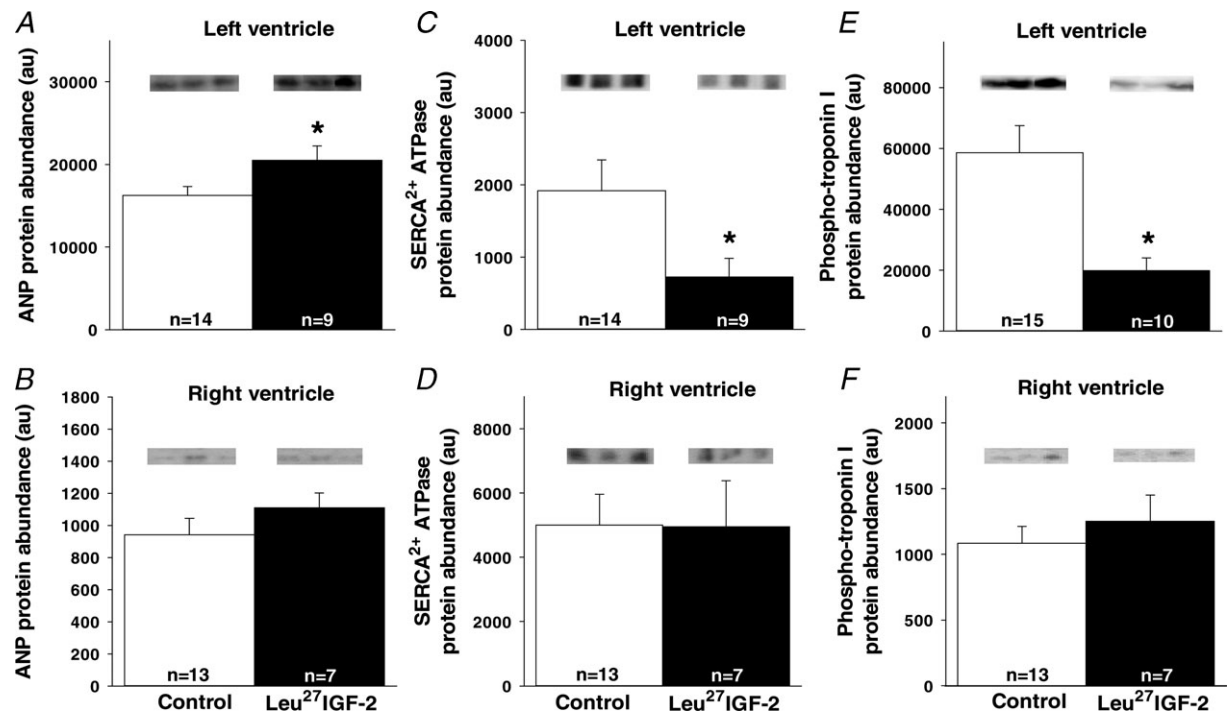 A
Left ventricle
ANP protein abundance (au)
30000
20000
10000
0
*
n=14
n=9
C
Left ventricle
SERCA2+ ATPase
protein abundance (au)
4000
3000
2000
1000
0
*
n=14
n=9
E
Left ventricle
Phospho-troponin I
protein abundance (au)
80000
60000
40000
20000
0
*
n=15
n=10
B
Right ventricle
ANP protein abundance (au)
1800
1600
1400
1200
1000
800
600
400
200
0
n=13
n=7
Control
Leu27IGF-2
D
Right ventricle
SERCA2+ ATPase
protein abundance (au)
8000
6000
4000
2000
0
n=13
n=7
Control
Leu27IGF-2
F
Right ventricle
Phospho-troponin I
protein abundance (au)
2000
1500
1000
500
0
n=13
n=7
Control
Leu27IGF-2